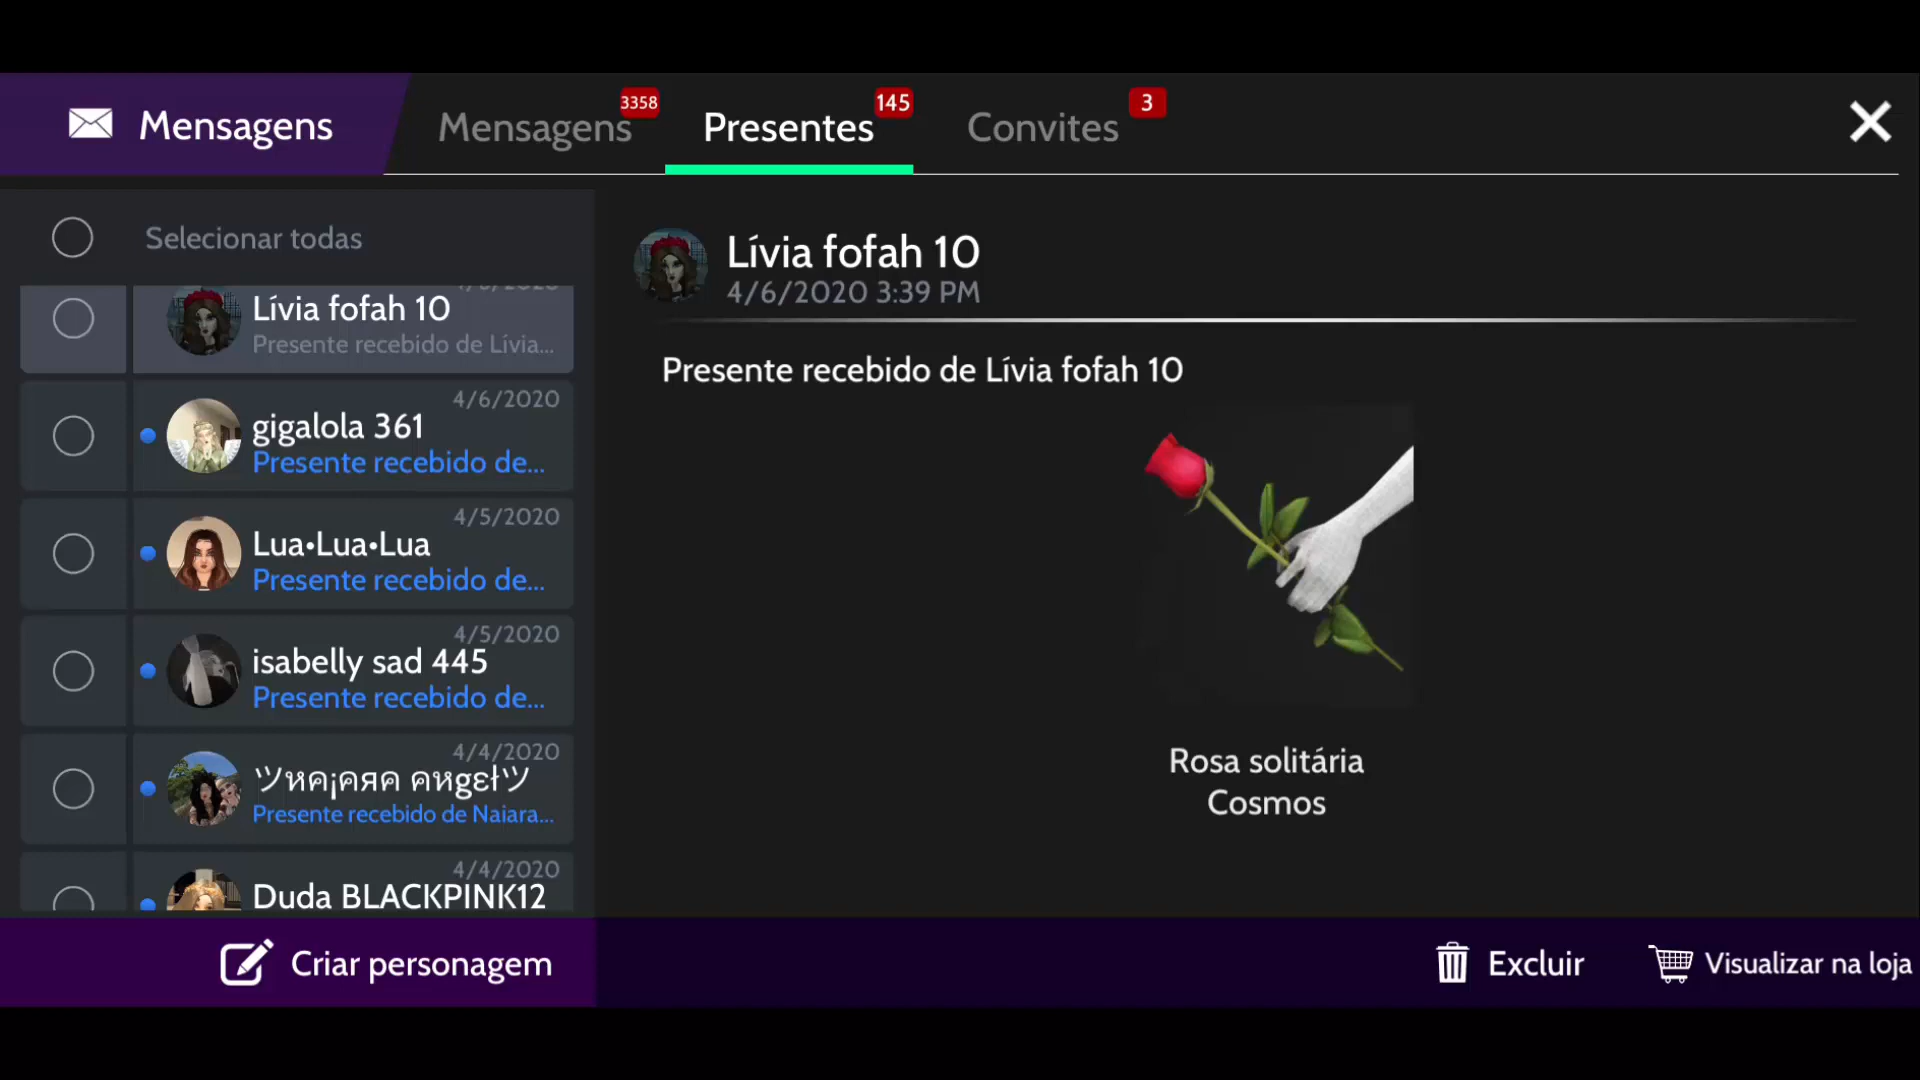 Mensagens
Mensagens 3358
Presentes 145
Convites 3
Selecionar todas
Lívia fofah 10
Presente recebido de Lívia...
4/6/2020
gigalola 361
Presente recebido de...
4/5/2020
Lua•Lua•Lua
Presente recebido de...
4/5/2020
isabelly sad 445
Presente recebido de...
4/4/2020
ツหค¡คяค คหgεłツ
Presente recebido de Naiara...
4/4/2020
Duda BLACKPINK12
Criar personagem
Lívia fofah 10
4/6/2020 3:39 PM
Presente recebido de Lívia fofah 10
Rosa solitária
Cosmos
Excluir
Visualizar na loja